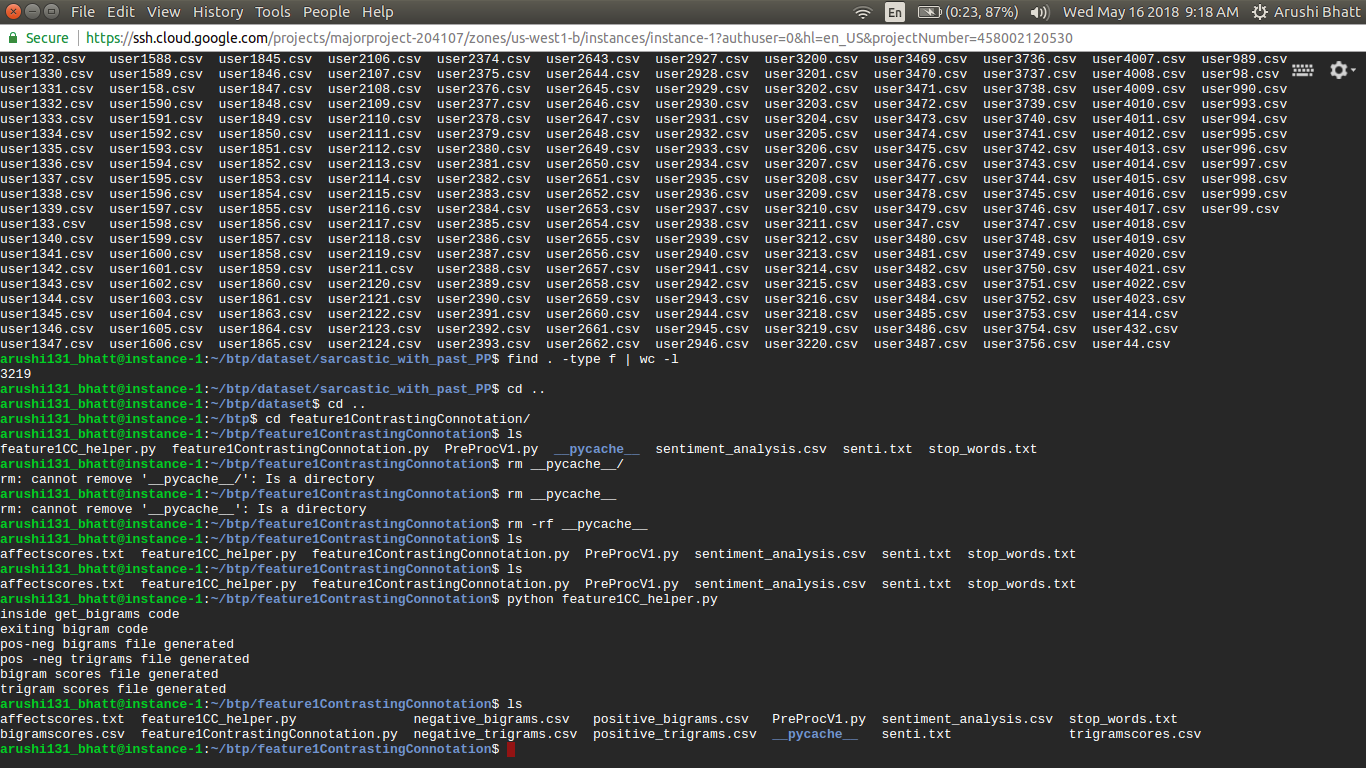 File Edit View History Tools People Help En (0:23, 87%) Wed May 16 2018 9:18 AM Arushi Bhatt
Secure https://ssh.cloud.google.com/projects/majorproject-204107/zones/us-west1-b/instances/instance-1?authuser=0&hl=en_US&projectNumber=458002120530
user132.csv user1588.csv user1845.csv user2106.csv user2374.csv user2643.csv user2927.csv user3200.csv user3469.csv user3736.csv user4007.csv user989.csv
user1330.csv user1589.csv user1846.csv user2107.csv user2375.csv user2644.csv user2928.csv user3201.csv user3470.csv user3737.csv user4008.csv user98.csv
user1331.csv user158.csv user1847.csv user2108.csv user2376.csv user2645.csv user2929.csv user3202.csv user3471.csv user3738.csv user4009.csv user990.csv
user1332.csv user1590.csv user1848.csv user2109.csv user2377.csv user2646.csv user2930.csv user3203.csv user3472.csv user3739.csv user4010.csv user993.csv
user1333.csv user1591.csv user1849.csv user2110.csv user2378.csv user2647.csv user2931.csv user3204.csv user3473.csv user3740.csv user4011.csv user994.csv
user1334.csv user1592.csv user1850.csv user2111.csv user2379.csv user2648.csv user2932.csv user3205.csv user3474.csv user3741.csv user4012.csv user995.csv
user1335.csv user1593.csv user1851.csv user2112.csv user2380.csv user2649.csv user2933.csv user3206.csv user3475.csv user3742.csv user4013.csv user996.csv
user1336.csv user1594.csv user1852.csv user2113.csv user2381.csv user2650.csv user2934.csv user3207.csv user3476.csv user3743.csv user4014.csv user997.csv
user1337.csv user1595.csv user1853.csv user2114.csv user2382.csv user2651.csv user2935.csv user3208.csv user3477.csv user3744.csv user4015.csv user998.csv
user1338.csv user1596.csv user1854.csv user2115.csv user2383.csv user2652.csv user2936.csv user3209.csv user3478.csv user3745.csv user4016.csv user999.csv
user1339.csv user1597.csv user1855.csv user2116.csv user2384.csv user2653.csv user2937.csv user3210.csv user3479.csv user3746.csv user4017.csv user99.csv
user133.csv user1598.csv user1856.csv user2117.csv user2385.csv user2654.csv user2938.csv user3211.csv user347.csv user3747.csv user4018.csv
user1340.csv user1599.csv user1857.csv user2118.csv user2386.csv user2655.csv user2939.csv user3212.csv user3480.csv user3748.csv user4019.csv
user1341.csv user1600.csv user1858.csv user2119.csv user2387.csv user2656.csv user2940.csv user3213.csv user3481.csv user3749.csv user4020.csv
user1342.csv user1601.csv user1859.csv user211.csv user2388.csv user2657.csv user2941.csv user3214.csv user3482.csv user3750.csv user4021.csv
user1343.csv user1602.csv user1860.csv user2120.csv user2389.csv user2658.csv user2942.csv user3215.csv user3483.csv user3751.csv user4022.csv
user1344.csv user1603.csv user1861.csv user2121.csv user2390.csv user2659.csv user2943.csv user3216.csv user3484.csv user3752.csv user4023.csv
user1345.csv user1604.csv user1863.csv user2122.csv user2391.csv user2660.csv user2944.csv user3218.csv user3485.csv user3753.csv user414.csv
user1346.csv user1605.csv user1864.csv user2123.csv user2392.csv user2661.csv user2945.csv user3219.csv user3486.csv user3754.csv user432.csv
user1347.csv user1606.csv user1865.csv user2124.csv user2393.csv user2662.csv user2946.csv user3220.csv user3487.csv user3756.csv user44.csv
arushi131_bhatt@instance-1:~/btp/dataset/sarcastic_with_past_PP$ find . -type f | wc -l
3219
arushi131_bhatt@instance-1:~/btp/dataset/sarcastic_with_past_PP$ cd ..
arushi131_bhatt@instance-1:~/btp/dataset$ cd ..
arushi131_bhatt@instance-1:~/btp$ cd feature1ContrastingConnotation/
arushi131_bhatt@instance-1:~/btp/feature1ContrastingConnotation$ ls
feature1CC_helper.py feature1ContrastingConnotation.py PreProcV1.py __pycache__ sentiment_analysis.csv senti.txt stop_words.txt
arushi131_bhatt@instance-1:~/btp/feature1ContrastingConnotation$ rm __pycache__/
rm: cannot remove '__pycache__/': Is a directory
arushi131_bhatt@instance-1:~/btp/feature1ContrastingConnotation$ rm __pycache__
rm: cannot remove '__pycache__': Is a directory
arushi131_bhatt@instance-1:~/btp/feature1ContrastingConnotation$ rm -rf __pycache__
arushi131_bhatt@instance-1:~/btp/feature1ContrastingConnotation$ ls
affectscores.txt feature1CC_helper.py feature1ContrastingConnotation.py PreProcV1.py sentiment_analysis.csv senti.txt stop_words.txt
arushi131_bhatt@instance-1:~/btp/feature1ContrastingConnotation$ ls
affectscores.txt feature1CC_helper.py feature1ContrastingConnotation.py PreProcV1.py sentiment_analysis.csv senti.txt stop_words.txt
arushi131_bhatt@instance-1:~/btp/feature1ContrastingConnotation$ python feature1CC_helper.py
inside get_bigrams code
exiting bigram code
pos-neg bigrams file generated
pos -neg trigrams file generated
bigram scores file generated
trigram scores file generated
arushi131_bhatt@instance-1:~/btp/feature1ContrastingConnotation$ ls
affectscores.txt feature1CC_helper.py negative_bigrams.csv positive_bigrams.csv PreProcV1.py sentiment_analysis.csv stop_words.txt
bigramscores.csv feature1ContrastingConnotation.py negative_trigrams.csv positive_trigrams.csv __pycache__ senti.txt trigramscores.csv
arushi131_bhatt@instance-1:~/btp/feature1ContrastingConnotation$